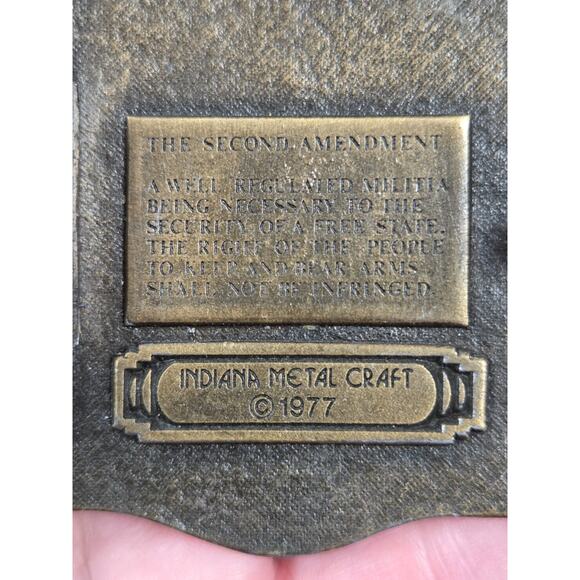 THE SECOND AMENDMENT
A WELL REGULATED MILITIA
BEING NECESSARY TO THE
SECURITY OF A FREE STATE,
THE RIGHT OF THE PEOPLE
TO KEEP AND BEAR ARMS
SHALL NOT BE INFRINGED.
INDIANA METAL CRAFT
© 1977